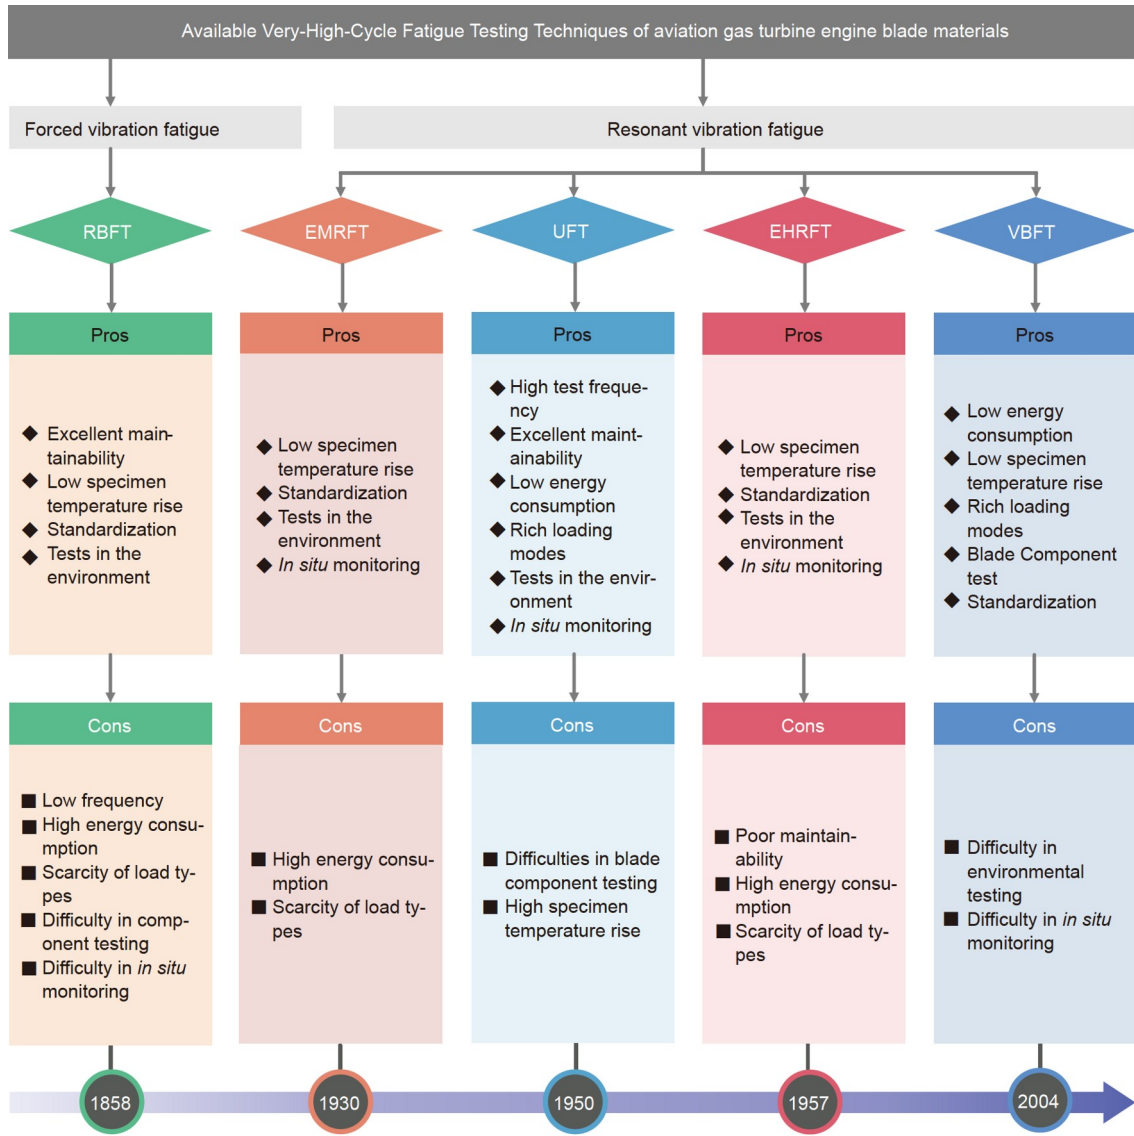 Available Very-High-Cycle Fatigue Testing Techniques of aviation gas turbine engine blade materials
Forced vibration fatigue
Resonant vibration fatigue
RBFT
EMRFT
UFT
EHRFT
VBFT
Pros
◆ Excellent main-
tainability
◆ Low specimen
temperature rise
◆ Standardization
◆ Tests in the
environment
Pros
◆ Low specimen
temperature rise
◆ Standardization
◆ Tests in the
environment
◆ In situ monitoring
Pros
◆ High test freque-
ncy
◆ Excellent maint-
ainability
◆ Low energy
consumption
◆ Rich loading
modes
◆ Tests in the envir-
onment
◆ In situ monitoring
Pros
◆ Low specimen
temperature rise
◆ Standardization
◆ Tests in the
environment
◆ In situ monitoring
Pros
◆ Low energy
consumption
◆ Low specimen
temperature rise
◆ Rich loading
modes
◆ Blade Component
test
◆ Standardization
Cons
■ Low frequency
■ High energy consu-
mption
■ Scarcity of load ty-
pes
■ Difficulty in comp-
onent testing
■ Difficulty in in situ
monitoring
Cons
■ High energy consu-
mption
■ Scarcity of load ty-
pes
Cons
■ Difficulties in blade
component testing
■ High specimen
temperature rise
Cons
■ Poor maintain-
ability
■ High energy consu-
mption
■ Scarcity of load ty-
pes
Cons
■ Difficulty in
environmental
testing
■ Difficulty in in situ
monitoring
1858
1930
1950
1957
2004